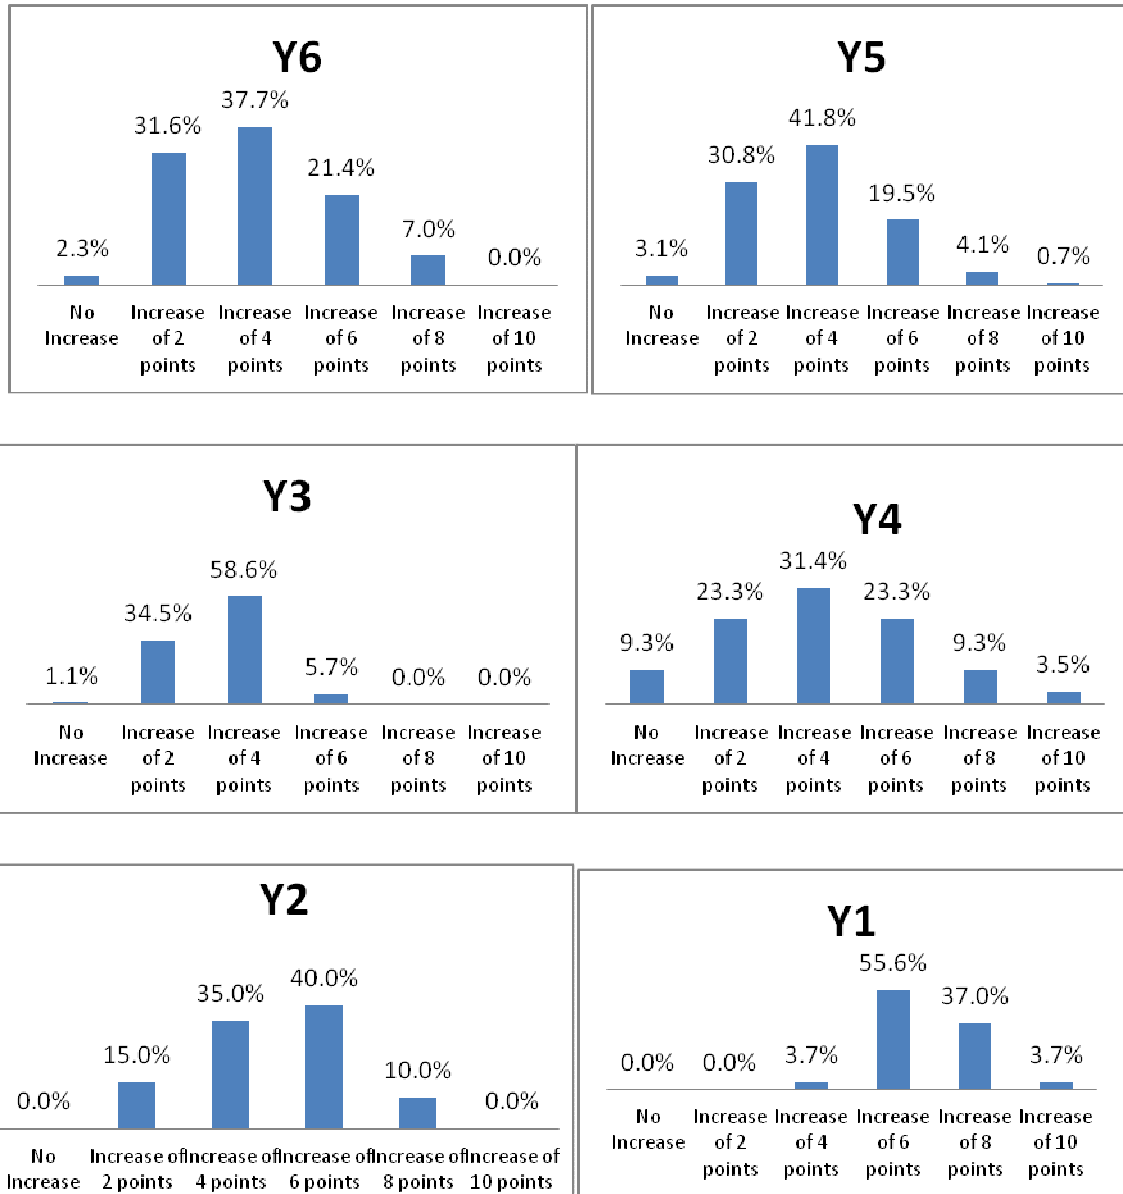 Y6
37.7%
31.6%
21.4%
7.0%
2.3%
0.0%
No Increase Increase Increase Increase Increase
Increase of 2 of 4 of 6 of 8 of 10
points points points points points
Y5
41.8%
30.8%
19.5%
4.1%
3.1%
0.7%
No Increase Increase Increase Increase Increase
Increase of 2 of 4 of 6 of 8 of 10
points points points points points
Y3
58.6%
34.5%
5.7%
1.1% 0.0% 0.0%
No Increase Increase Increase Increase Increase
Increase of 2 of 4 of 6 of 8 of 10
points points points points points
Y4
31.4%
23.3% 23.3%
9.3% 9.3%
3.5%
No Increase Increase Increase Increase Increase
Increase of 2 of 4 of 6 of 8 of 10
points points points points points
Y2
40.0%
35.0%
15.0%
10.0%
0.0% 0.0%
No Increase of Increase of Increase of Increase of Increase of
Increase 2 points 4 points 6 points 8 points 10 points
Y1
55.6%
37.0%
0.0% 0.0% 3.7% 3.7%
No Increase Increase Increase Increase Increase
Increase of 2 of 4 of 6 of 8 of 10
points points points points points